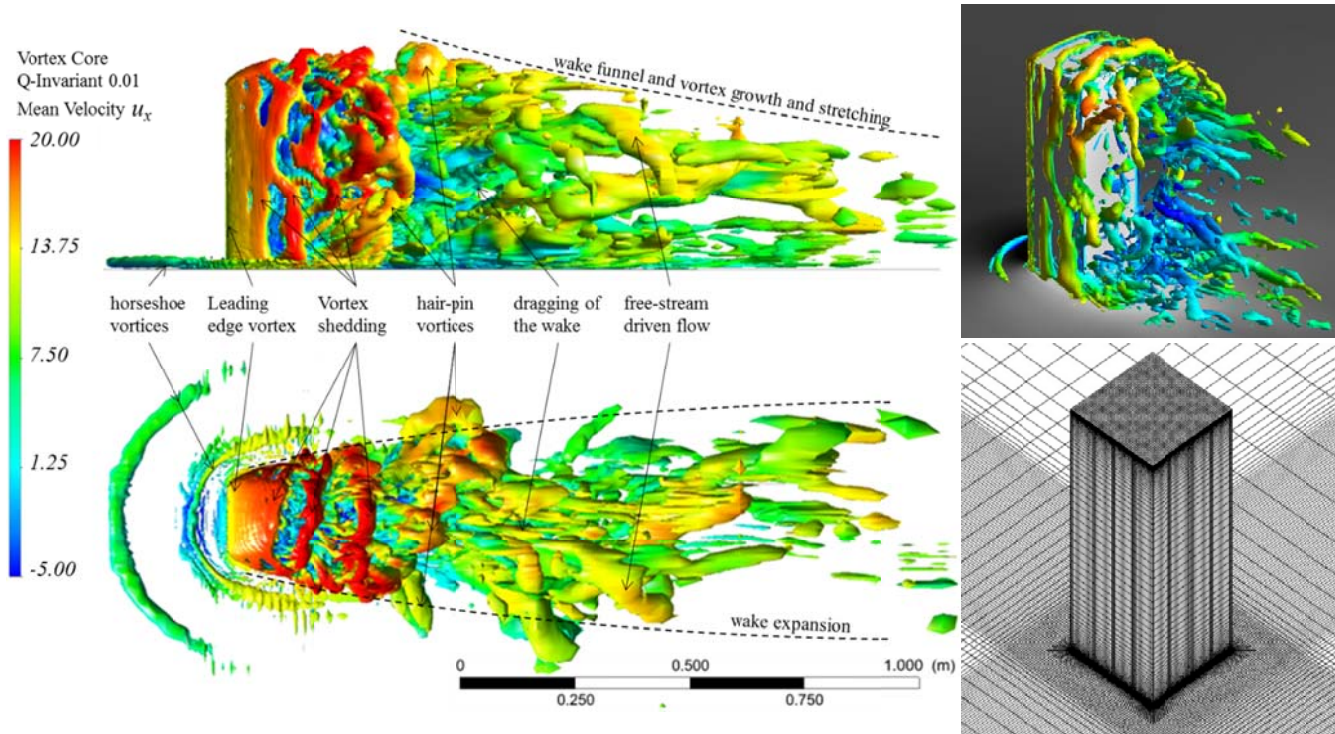 Vortex Core
Q-Invariant 0.01
Mean Velocity uₓ
20.00
13.75
7.50
1.25
-5.00
wake funnel and vortex growth and stretching
horseshoe vortices
Leading edge vortex
Vortex shedding
hair-pin vortices
dragging of the wake
free-stream driven flow
wake expansion
0 0.500 1.000 (m)
0.250 0.750